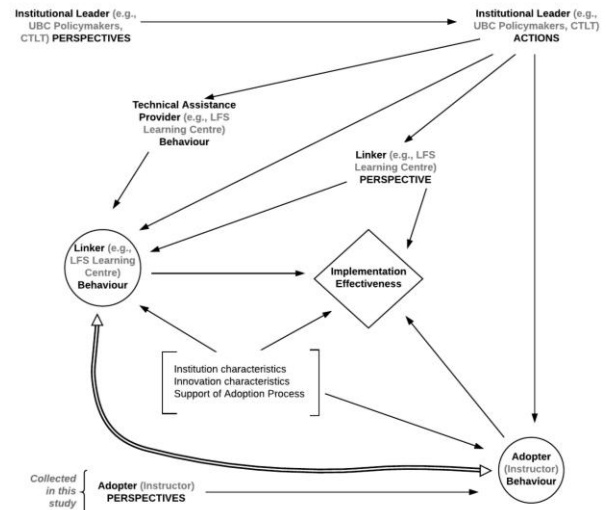 Institutional Leader (e.g.,
UBC Policymakers,
CTLT) PERSPECTIVES
Institutional Leader (e.g.,
UBC Policymakers, CTLT)
ACTIONS
Technical Assistance
Provider (e.g., LFS
Learning Centre)
Behaviour
Linker (e.g., LFS
Learning Centre)
PERSPECTIVE
Linker (e.g.,
LFS Learning
Centre)
Behaviour
Implementation
Effectiveness
Institution characteristics
Innovation characteristics
Support of Adoption Process
Adopter
(Instructor)
Behaviour
Collected
in this
study
Adopter (Instructor)
PERSPECTIVES